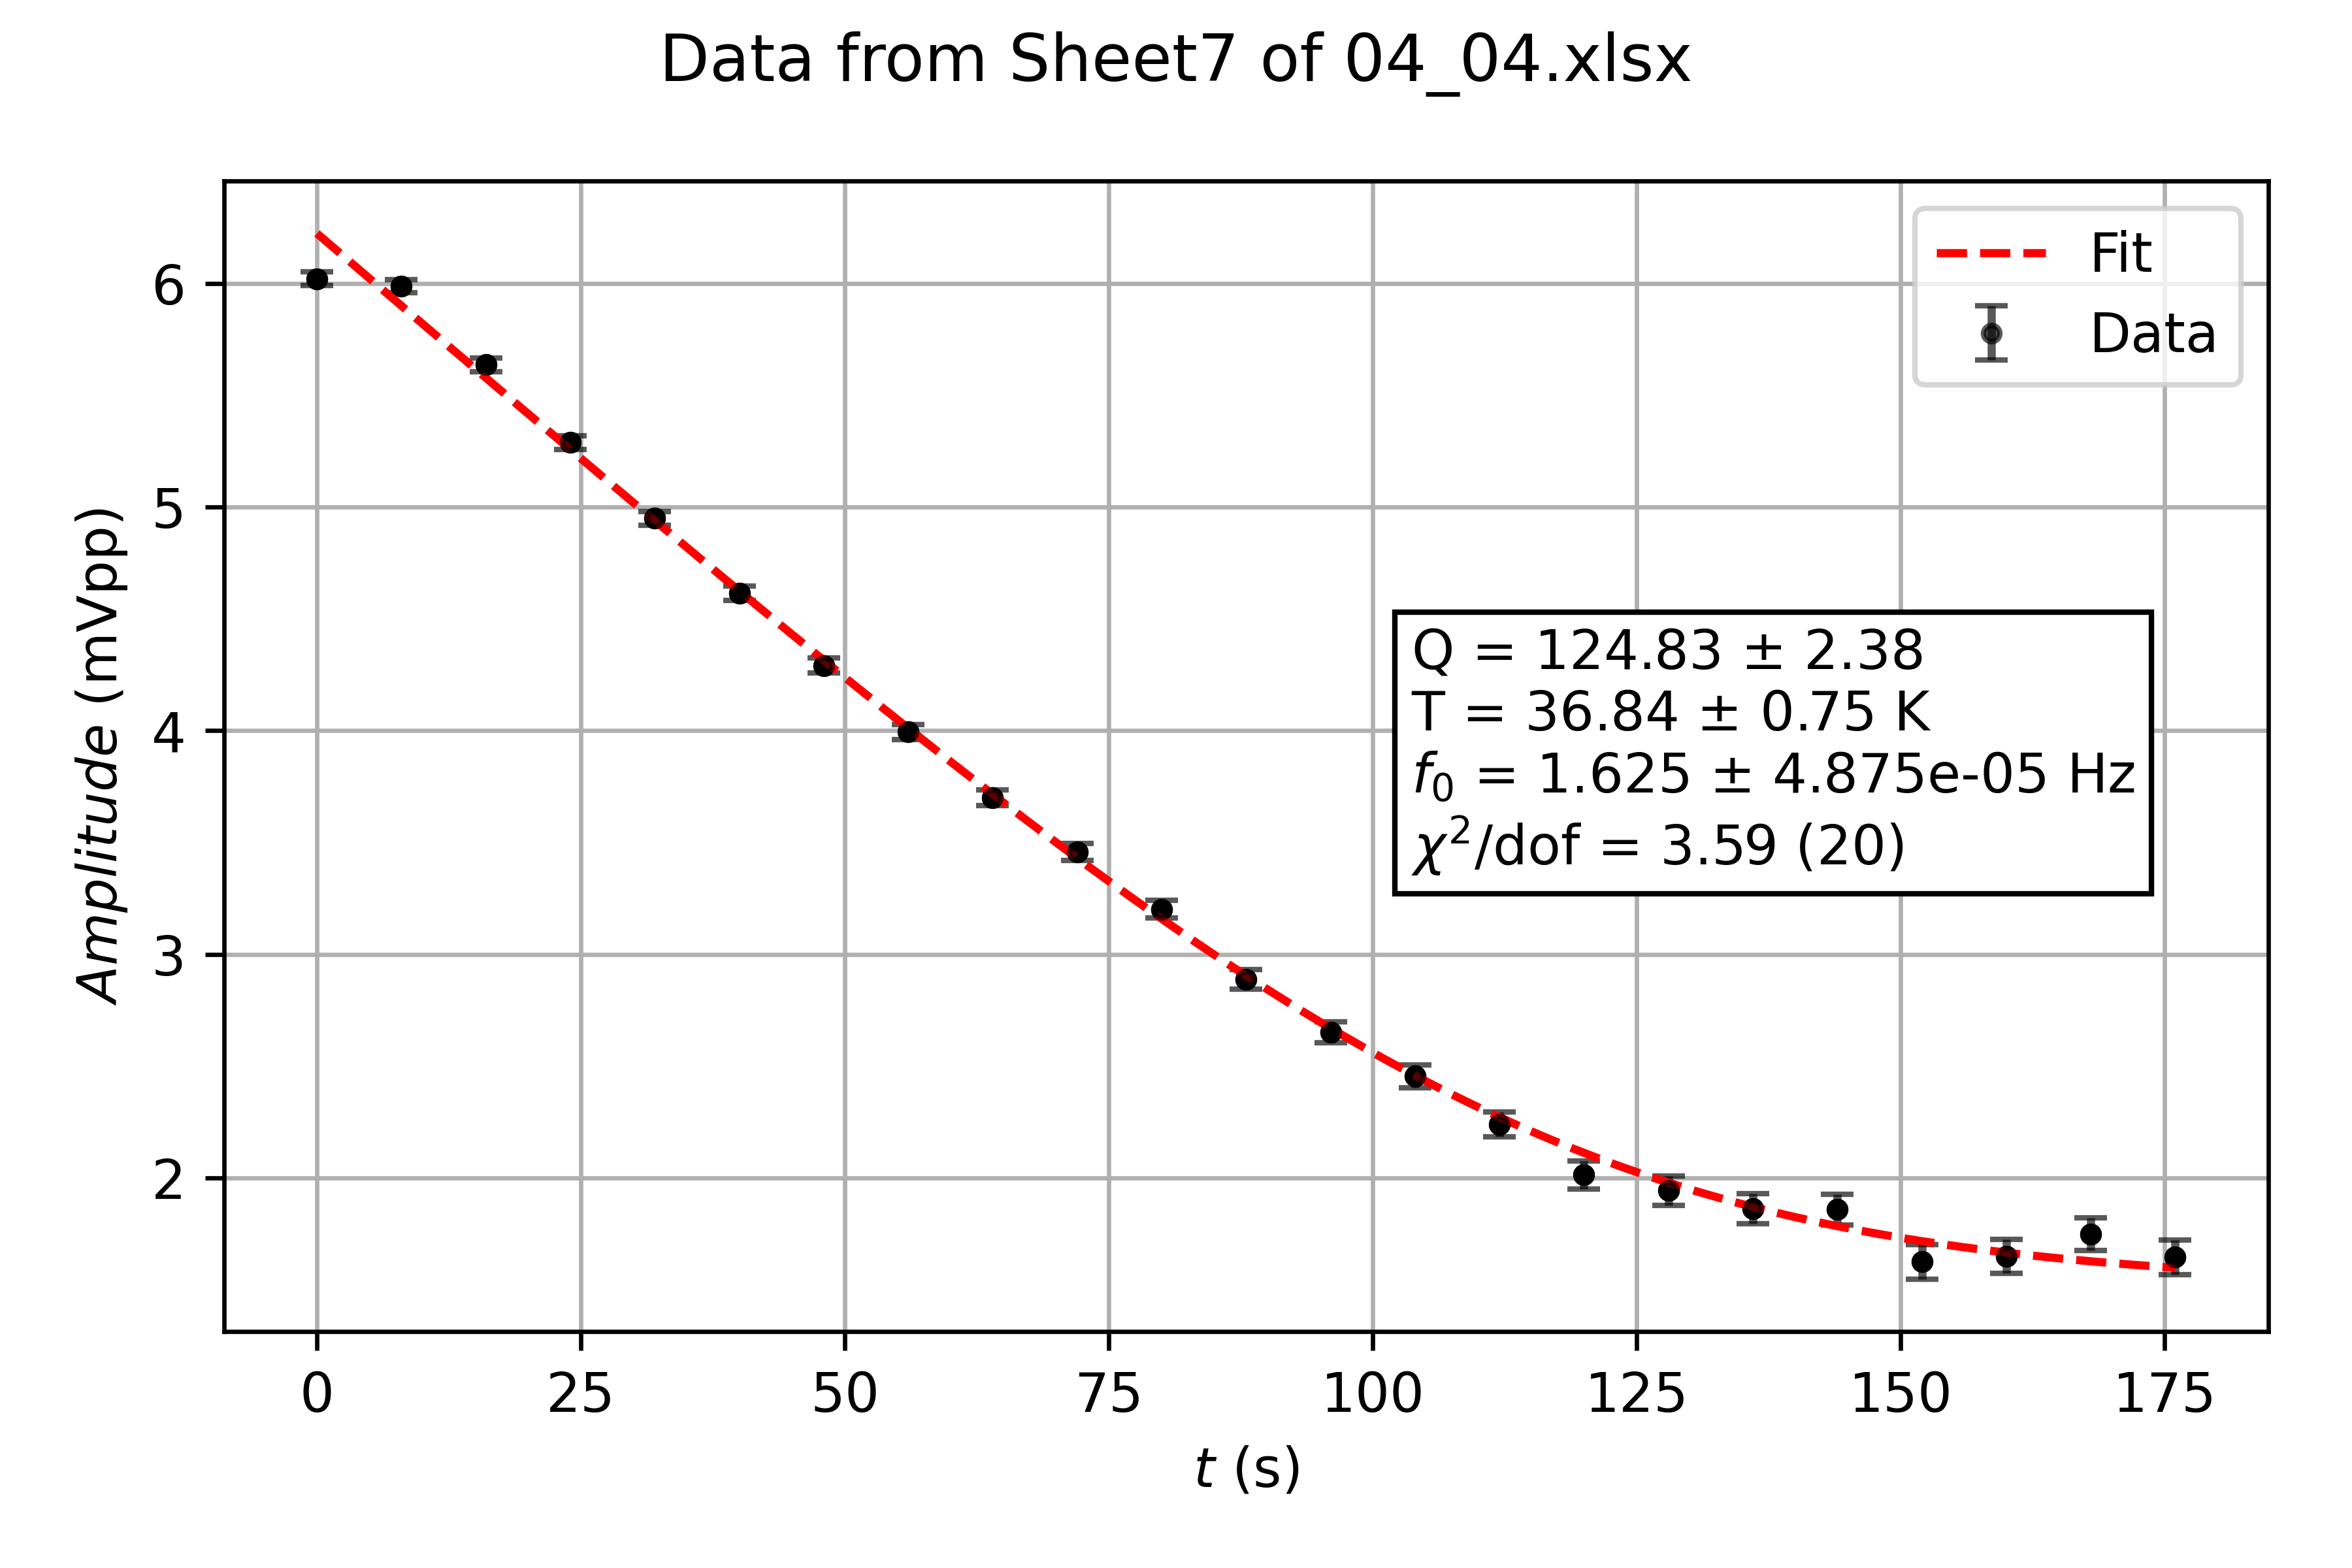 Data from Sheet7 of 04_04.xlsx
Fit
Data
6
5
4
3
2
Amplitude (mVpp)
Q = 124.83 ± 2.38
T = 36.84 ± 0.75 K
f₀ = 1.625 ± 4.875e-05 Hz
χ²/dof = 3.59 (20)
0 25 50 75 100 125 150 175
t (s)